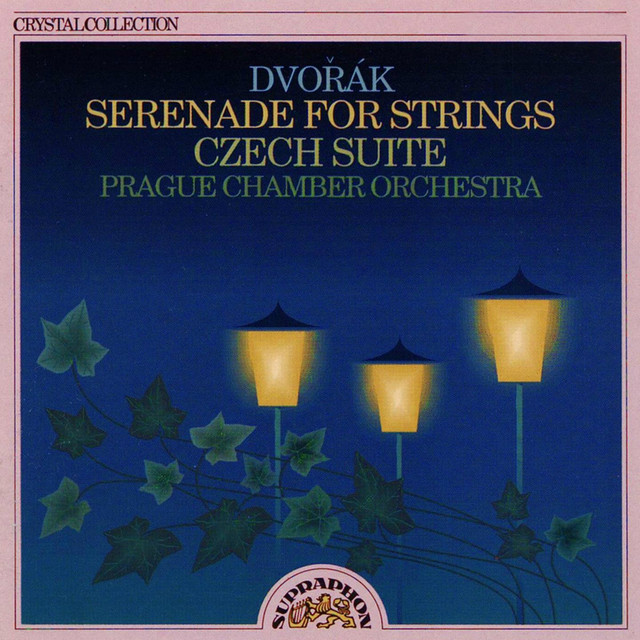 CRYSTAL COLLECTION
DVOŘÁK
SERENADE FOR STRINGS
CZECH SUITE
PRAGUE CHAMBER ORCHESTRA
SUPRAPHON